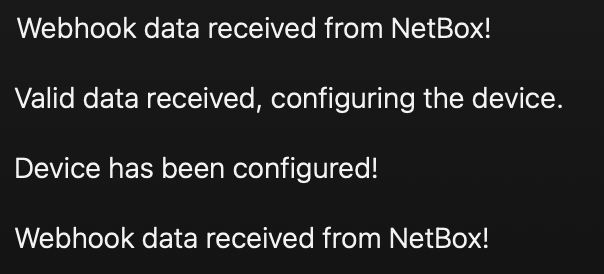 Webhook data received from NetBox!
Valid data received, configuring the device.
Device has been configured!
Webhook data received from NetBox!